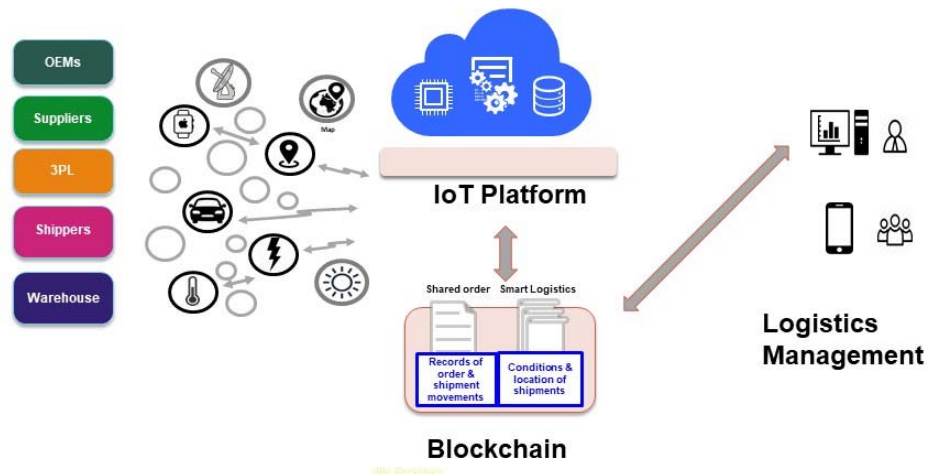 OEMs
Suppliers
3PL
Shippers
Warehouse
Map
IoT Platform
Shared order
Smart Logistics
Records of
order &
shipment
movements
Conditions &
location of
shipments
Blockchain
Logistics
Management